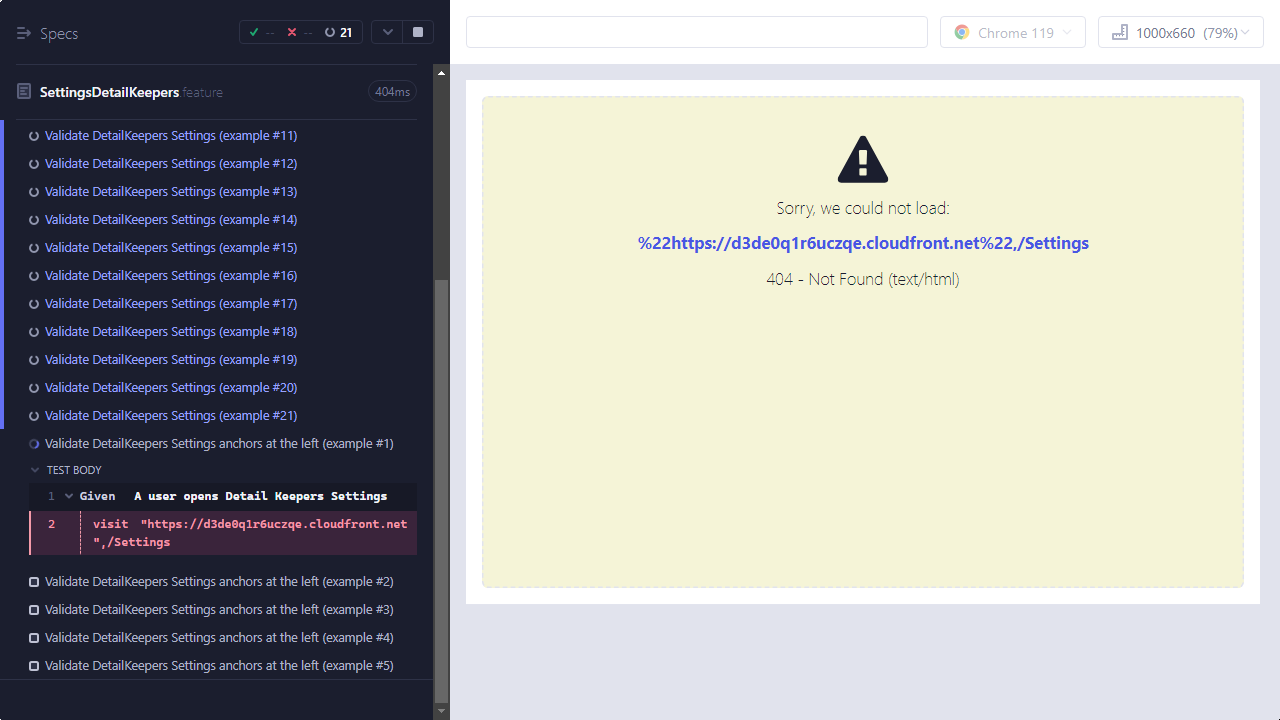 Specs
-- -- 21
Chrome 119
1000x660 (79%)
SettingsDetailKeepers feature
404ms
Validate DetailKeepers Settings (example #11)
Validate DetailKeepers Settings (example #12)
Validate DetailKeepers Settings (example #13)
Validate DetailKeepers Settings (example #14)
Validate DetailKeepers Settings (example #15)
Validate DetailKeepers Settings (example #16)
Validate DetailKeepers Settings (example #17)
Validate DetailKeepers Settings (example #18)
Validate DetailKeepers Settings (example #19)
Validate DetailKeepers Settings (example #20)
Validate DetailKeepers Settings (example #21)
Validate DetailKeepers Settings anchors at the left (example #1)
TEST BODY
1 Given A user opens Detail Keepers Settings
2 visit "https://d3de0q1r6uczqe.cloudfront.net
",/Settings
Validate DetailKeepers Settings anchors at the left (example #2)
Validate DetailKeepers Settings anchors at the left (example #3)
Validate DetailKeepers Settings anchors at the left (example #4)
Validate DetailKeepers Settings anchors at the left (example #5)
Sorry, we could not load:
%22https://d3de0q1r6uczqe.cloudfront.net%22,/Settings
404 - Not Found (text/html)